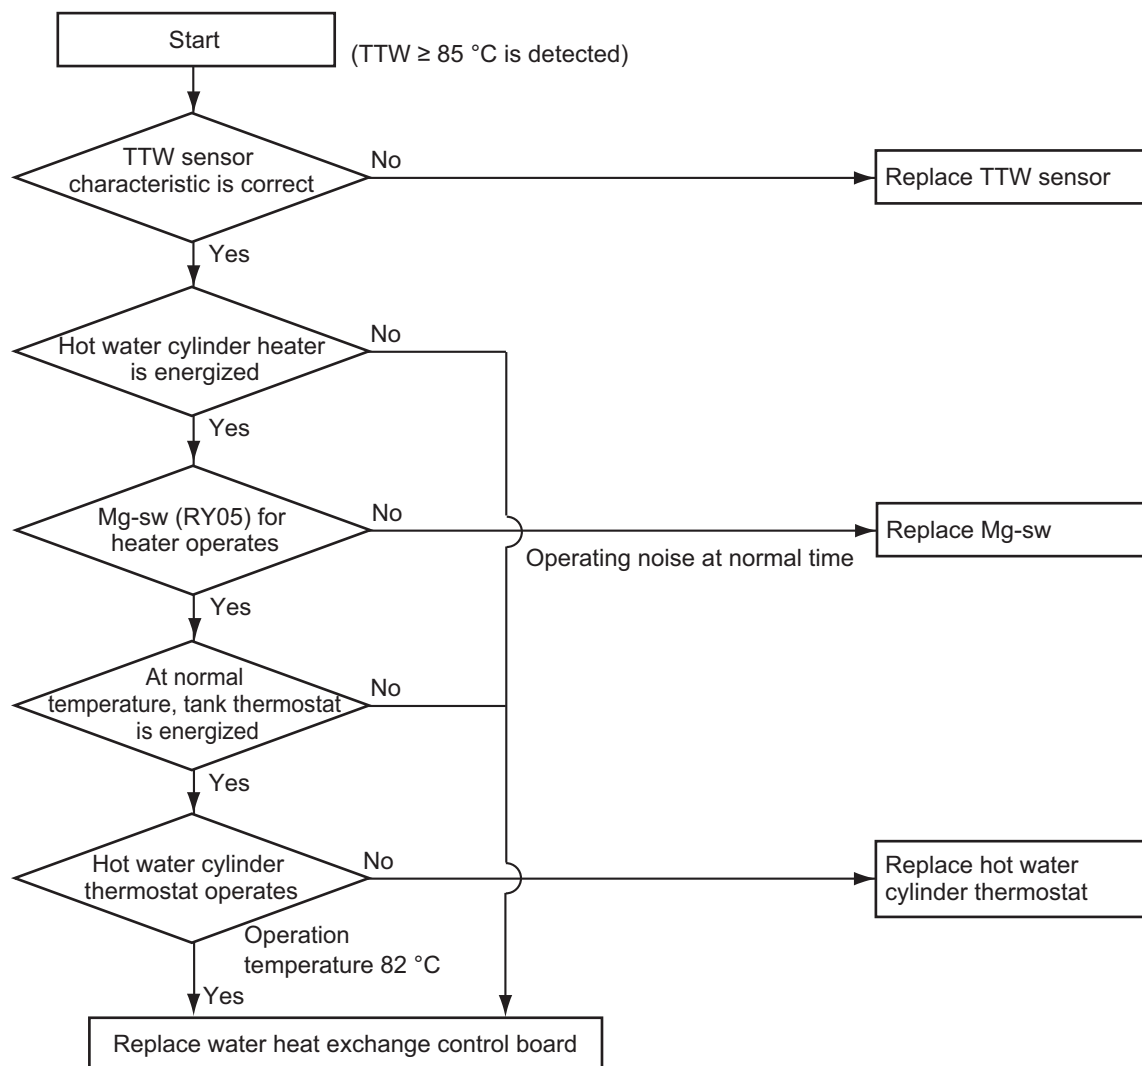 Start
(TTW ≥ 85 °C is detected)
TTW sensor
characteristic is correct
No
Replace TTW sensor
Yes
Hot water cylinder heater
is energized
No
Yes
Mg-sw (RY05) for
heater operates
No
Operating noise at normal time
Replace Mg-sw
Yes
At normal
temperature, tank thermostat
is energized
No
Yes
Hot water cylinder
thermostat operates
No
Replace hot water
cylinder thermostat
Operation
temperature 82 °C
Yes
Replace water heat exchange control board